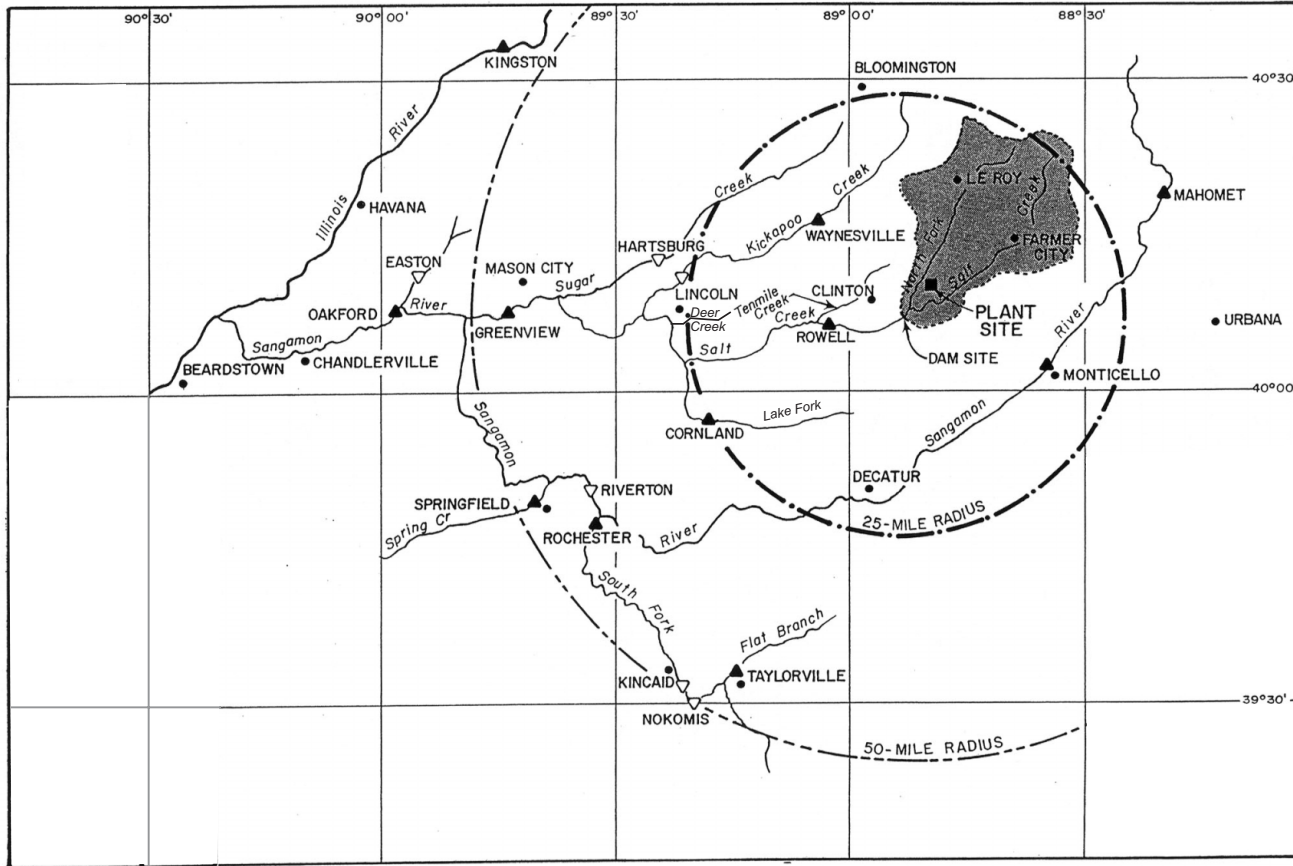 90°30'
90°00'
89°30'
89°00'
88°30'
KINGSTON
BLOOMINGTON
40°30'
River
Illinois
HAVANA
Creek
Creek
LE ROY
Creek
MAHOMET
Kickapoo
WAYNESVILLE
North Fork
FARMER
CITY
HARTSBURG
EASTON
MASON CITY
Sugar
LINCOLN
CLINTON
Salt
OAKFORD
River
GREENVIEW
Deer
Creek
Tenmile
Creek
Creek
ROWELL
PLANT
SITE
River
URBANA
Sangamon
CHANDLERVILLE
BEARDSTOWN
Salt
DAM SITE
MONTICELLO
40°00'
Sangamon
CORNLAND
Lake Fork
Sangamon
DECATUR
SPRINGFIELD
RIVERTON
25-MILE RADIUS
Spring Cr
ROCHESTER
River
South Fork
Flat Branch
KINCAID
TAYLORVILLE
NOKOMIS
39°30'
50-MILE RADIUS